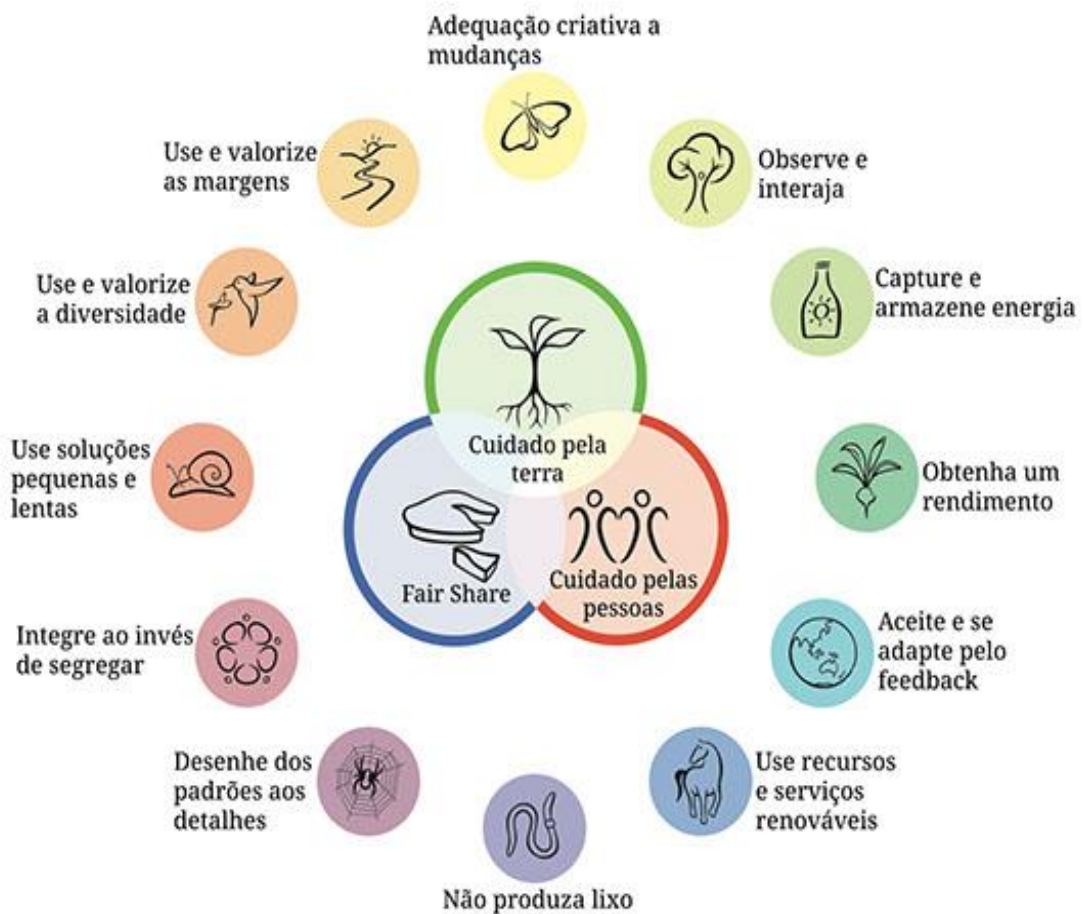 Adequação criativa a
mudanças
Observe e
interaja
Capture e
armazene energia
Obtenha um
rendimento
Aceite e se
adapte pelo
feedback
Use recursos
e serviços
renováveis
Não produza lixo
Desenhe dos
padrões aos
detalhes
Integre ao invés
de segregar
Use soluções
pequenas e
lentas
Use e valorize
a diversidade
Use e valorize
as margens
Cuidado pela
terra
Fair Share
Cuidado pelas
pessoas